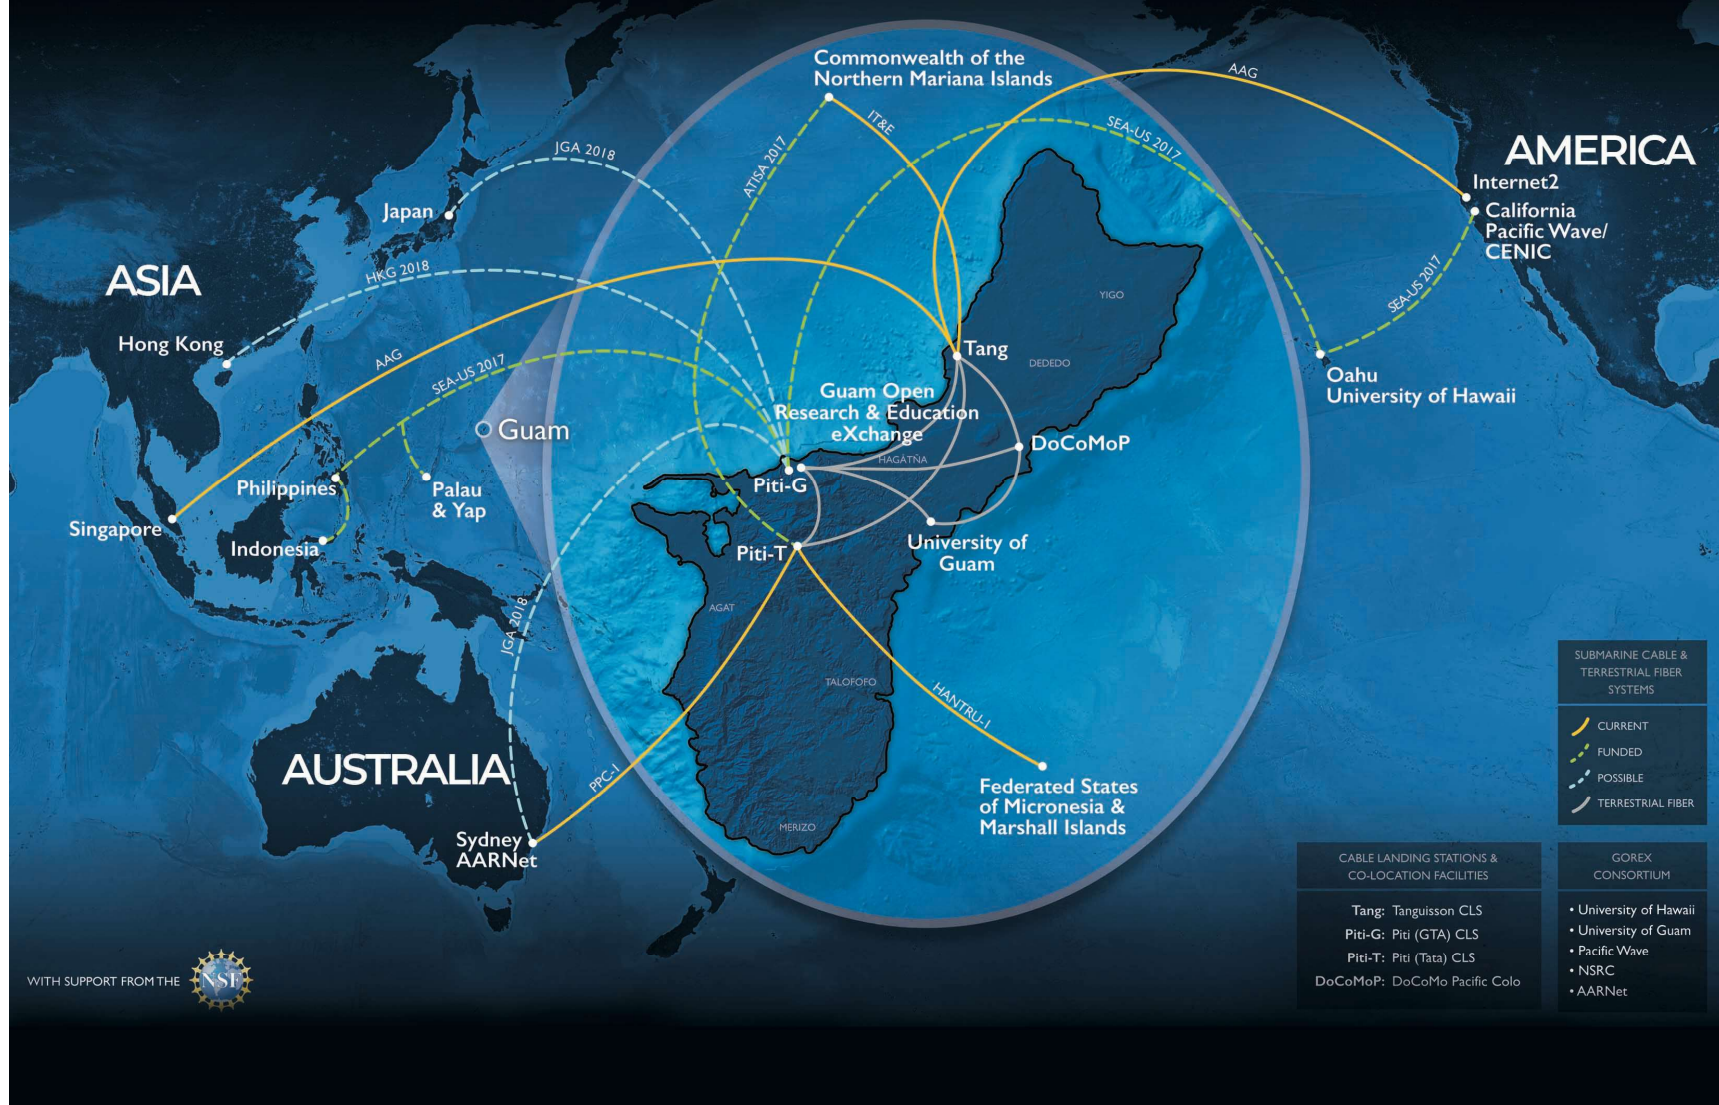 Commonwealth of the
Northern Mariana Islands
AAG
IT&E
SEA-US 2017
ATISA 2017
JGA 2018
AMERICA
Internet2
California
Pacific Wave/
CENIC
Japan
HKG 2018
ASIA
SEA-US 2017
YIGO
Hong Kong
AAG
SEA-US 2017
Tang
DEDEDO
Oahu
University of Hawaii
Guam Open
Research & Education
eXchange
Guam
DoCoMoP
HAGÅTÑA
Philippines
Palau
& Yap
Piti-G
Singapore
Indonesia
Piti-T
University of
Guam
AGAT
JGA 2018
TALOFOFO
HANTRU-1
AUSTRALIA
PPC-1
Federated States
of Micronesia &
Marshall Islands
MERIZO
Sydney
AARNet
SUBMARINE CABLE &
TERRESTRIAL FIBER
SYSTEMS
CURRENT
FUNDED
POSSIBLE
TERRESTRIAL FIBER
CABLE LANDING STATIONS &
CO-LOCATION FACILITIES
Tang: Tanguisson CLS
Piti-G: Piti (GTA) CLS
Piti-T: Piti (Tata) CLS
DoCoMoP: DoCoMo Pacific Colo
GOREX
CONSORTIUM
• University of Hawaii
• University of Guam
• Pacific Wave
• NSRC
• AARNet
WITH SUPPORT FROM THE
NSF